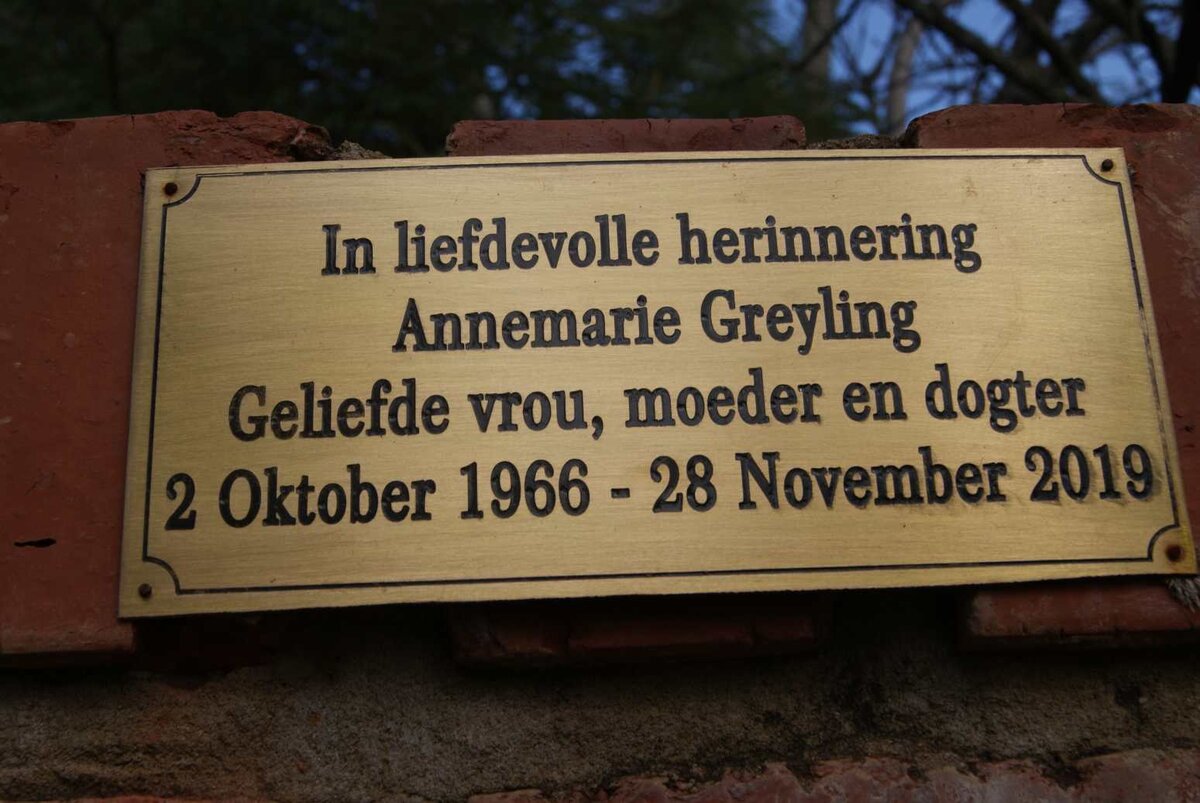 In liefdevolle herinnering
Annemarie Greyling
Geliefde vrou, moeder en dogter
2 Oktober 1966 - 28 November 2019